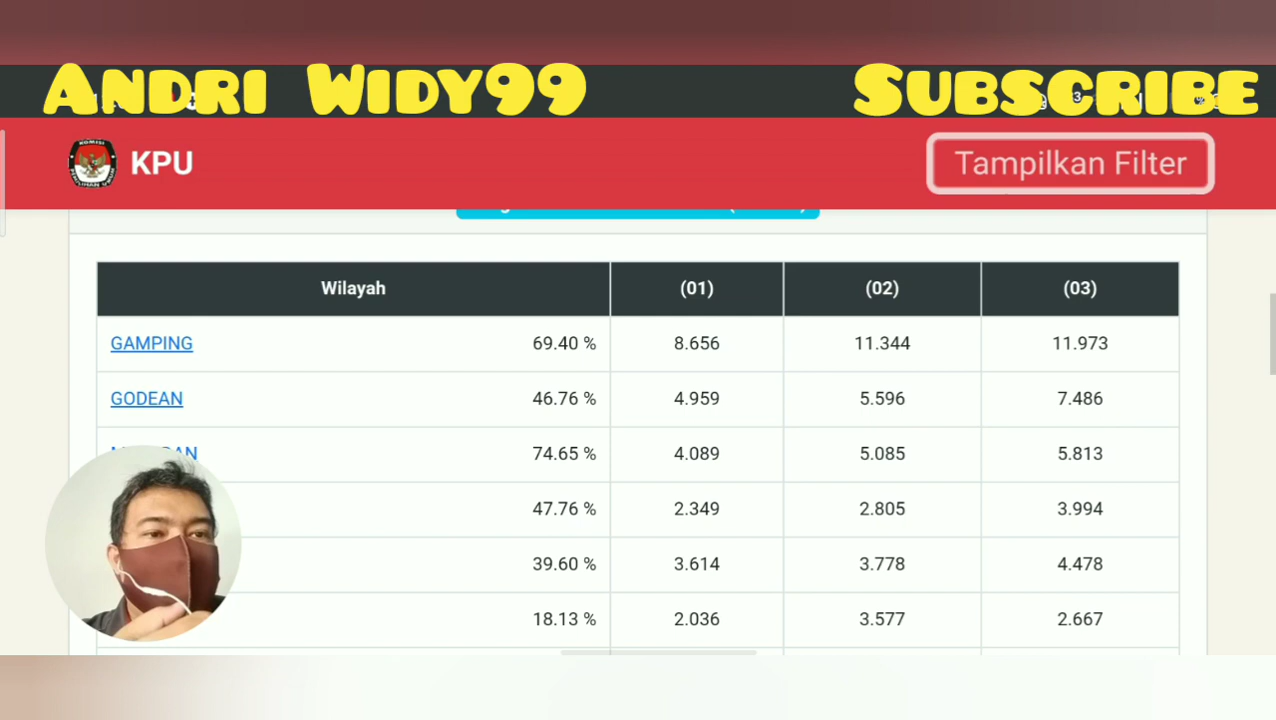 Andri Widy99 Subscribe
KPU Tampilkan Filter
Wilayah (01) (02) (03)
GAMPING 69.40 % 8.656 11.344 11.973
GODEAN 46.76 % 4.959 5.596 7.486
74.65 % 4.089 5.085 5.813
47.76 % 2.349 2.805 3.994
39.60 % 3.614 3.778 4.478
18.13 % 2.036 3.577 2.667